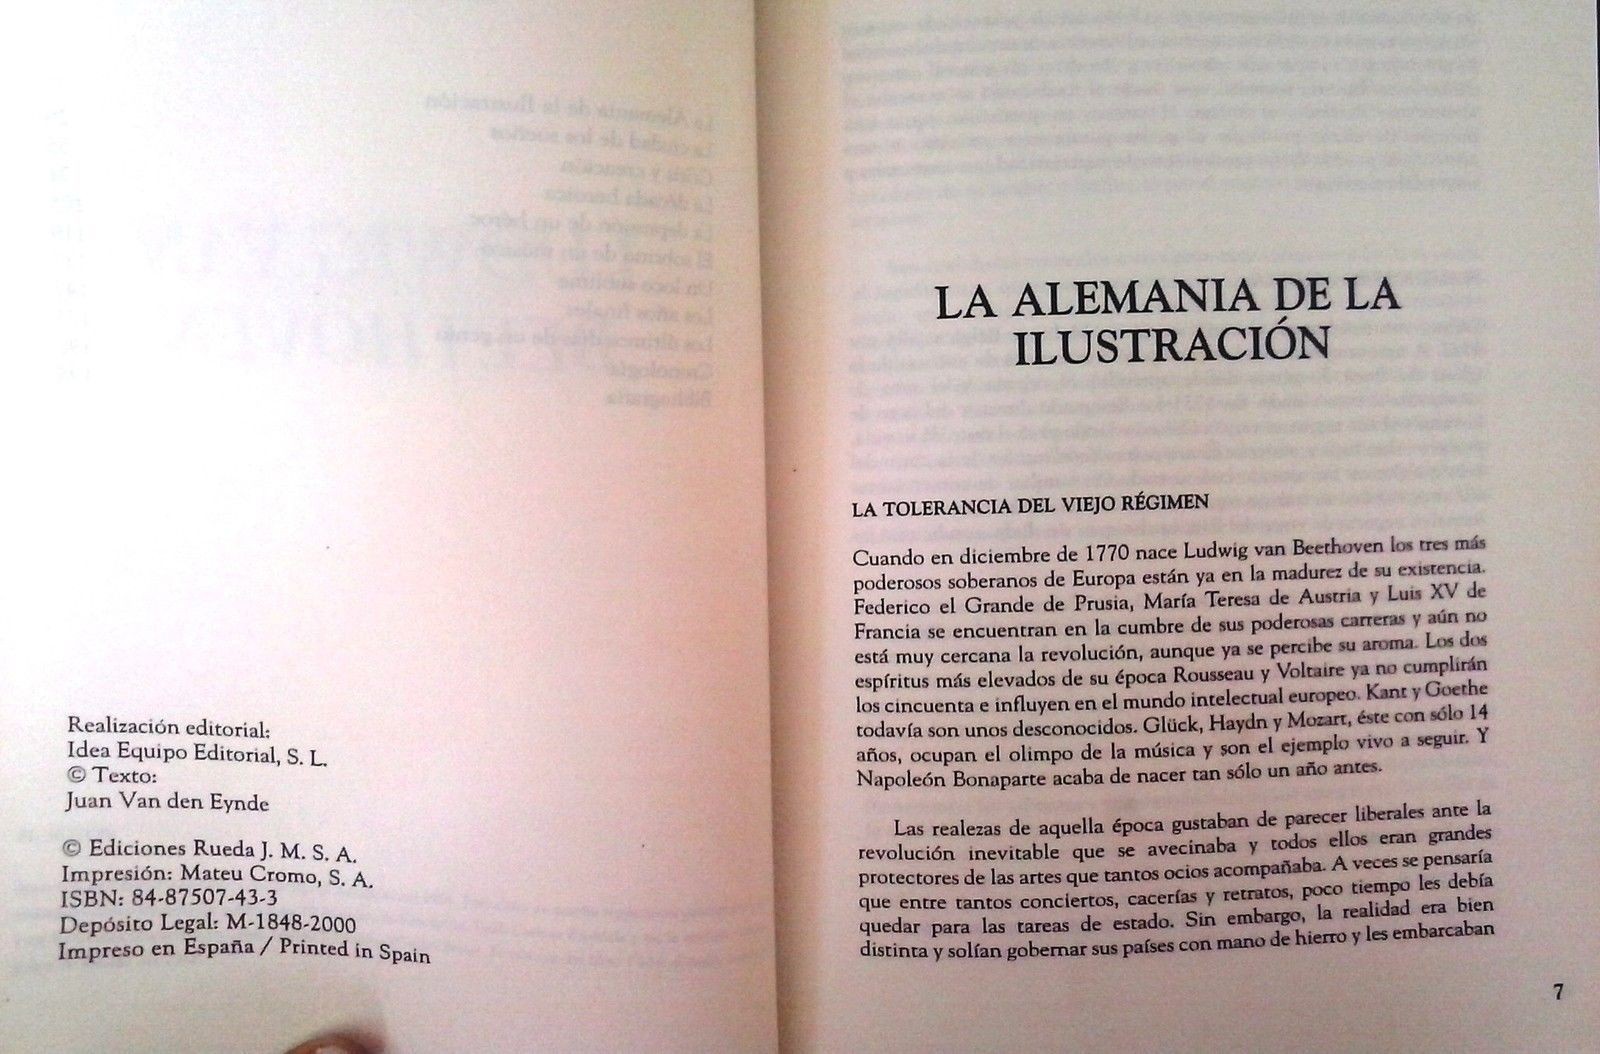 Realización editorial:
Idea Equipo Editorial, S. L.
© Texto:
Juan Van den Eynde
© Ediciones Rueda J. M. S. A.
Impresión: Mateu Cromo, S. A.
ISBN: 84-87507-43-3
Depósito Legal: M-1848-2000
Impreso en España / Printed in Spain
LA ALEMANIA DE LA
ILUSTRACIÓN
LA TOLERANCIA DEL VIEJO RÉGIMEN
Cuando en diciembre de 1770 nace Ludwig van Beethoven los tres más
poderosos soberanos de Europa están ya en la madurez de su existencia.
Federico el Grande de Prusia, María Teresa de Austria y Luis XV de
Francia se encuentran en la cumbre de sus poderosas carreras y aún no
está muy cercana la revolución, aunque ya se percibe su aroma. Los dos
espíritus más elevados de su época Rousseau y Voltaire ya no cumplirán
los cincuenta e influyen en el mundo intelectual europeo. Kant y Goethe
todavía son unos desconocidos. Glück, Haydn y Mozart, éste con sólo 14
años, ocupan el olimpo de la música y son el ejemplo vivo a seguir. Y
Napoleón Bonaparte acaba de nacer tan sólo un año antes.
Las realezas de aquella época gustaban de parecer liberales ante la
revolución inevitable que se avecinaba y todos ellos eran grandes
protectores de las artes que tantos ocios acompañaba. A veces se pensaría
que entre tantos conciertos, cacerías y retratos, poco tiempo les debía
quedar para las tareas de estado. Sin embargo, la realidad era bien
distinta y solían gobernar sus países con mano de hierro y les embarcaban
7